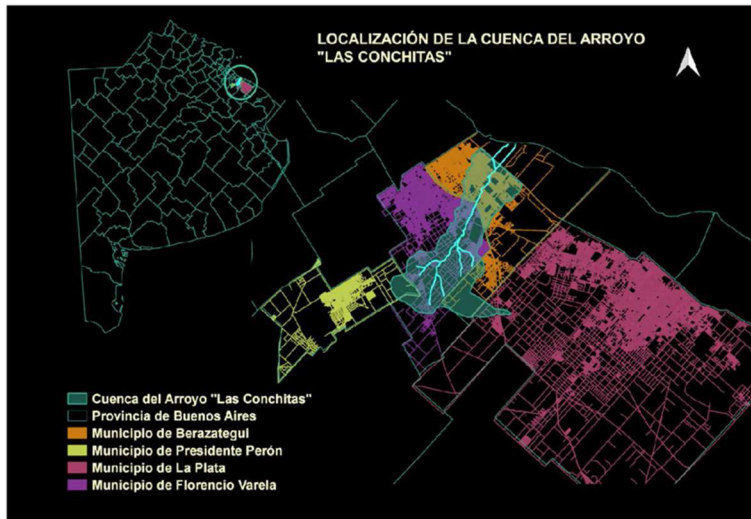 LOCALIZACIÓN DE LA CUENCA DEL ARROYO
"LAS CONCHITAS"
Cuenca del Arroyo "Las Conchitas"
Provincia de Buenos Aires
Municipio de Berazategui
Municipio de Presidente Perón
Municipio de La Plata
Municipio de Florencio Varela